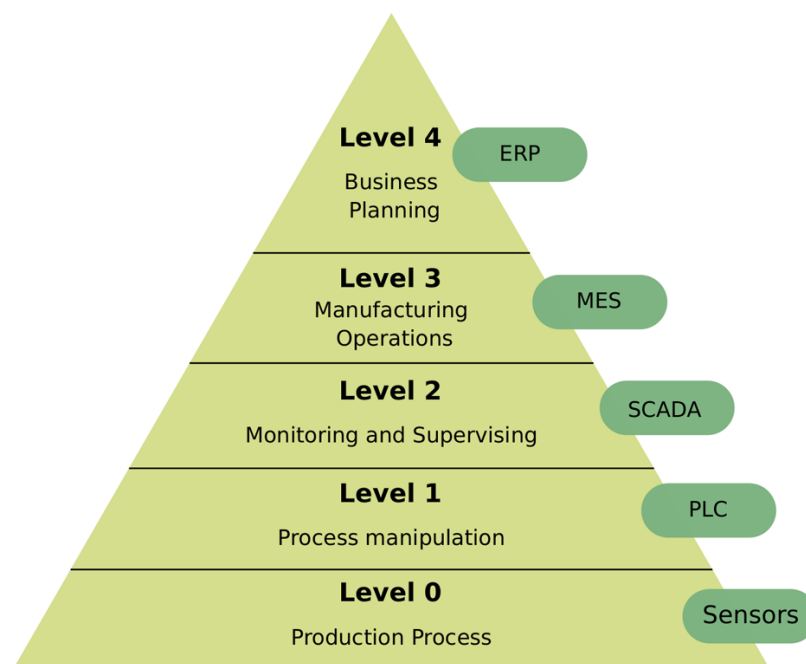 Level 4
ERP
Business
Planning
Level 3
Manufacturing
Operations
MES
Level 2
SCADA
Monitoring and Supervising
Level 1
PLC
Process manipulation
Level 0
Sensors
Production Process